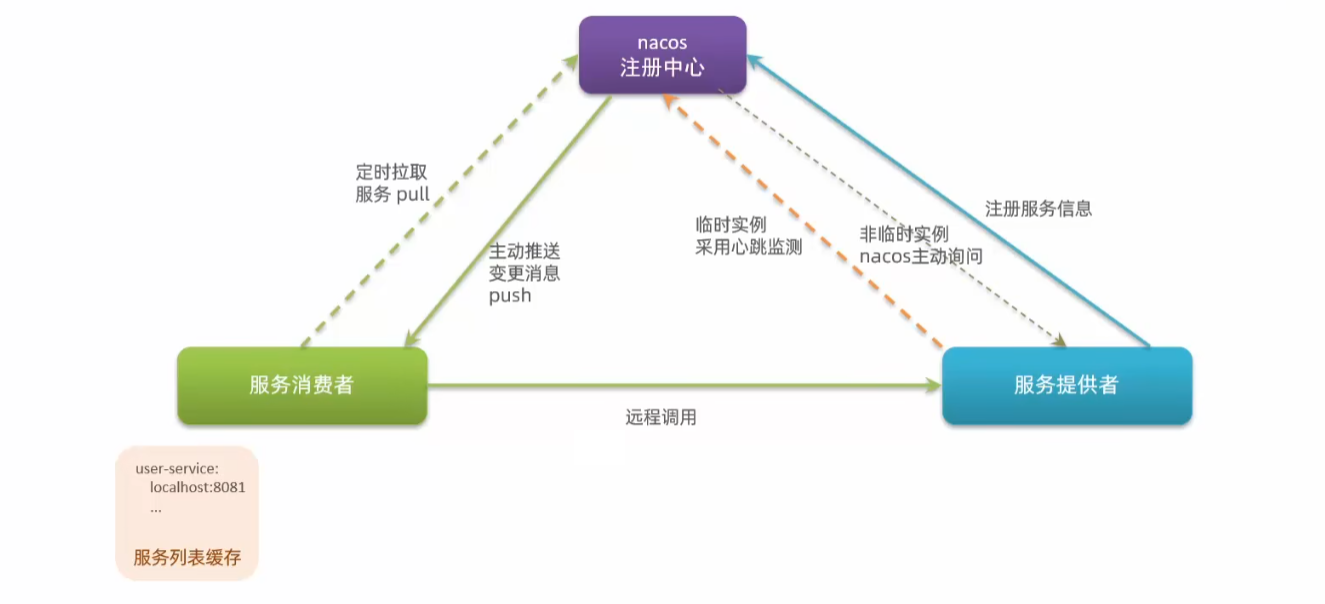 nacos
注册中心
定时拉取
服务 pull
主动推送
变更消息
push
临时实例
采用心跳监测
非临时实例
nacos主动询问
注册服务信息
服务消费者
服务提供者
远程调用
user-service:
localhost:8081
...
服务列表缓存